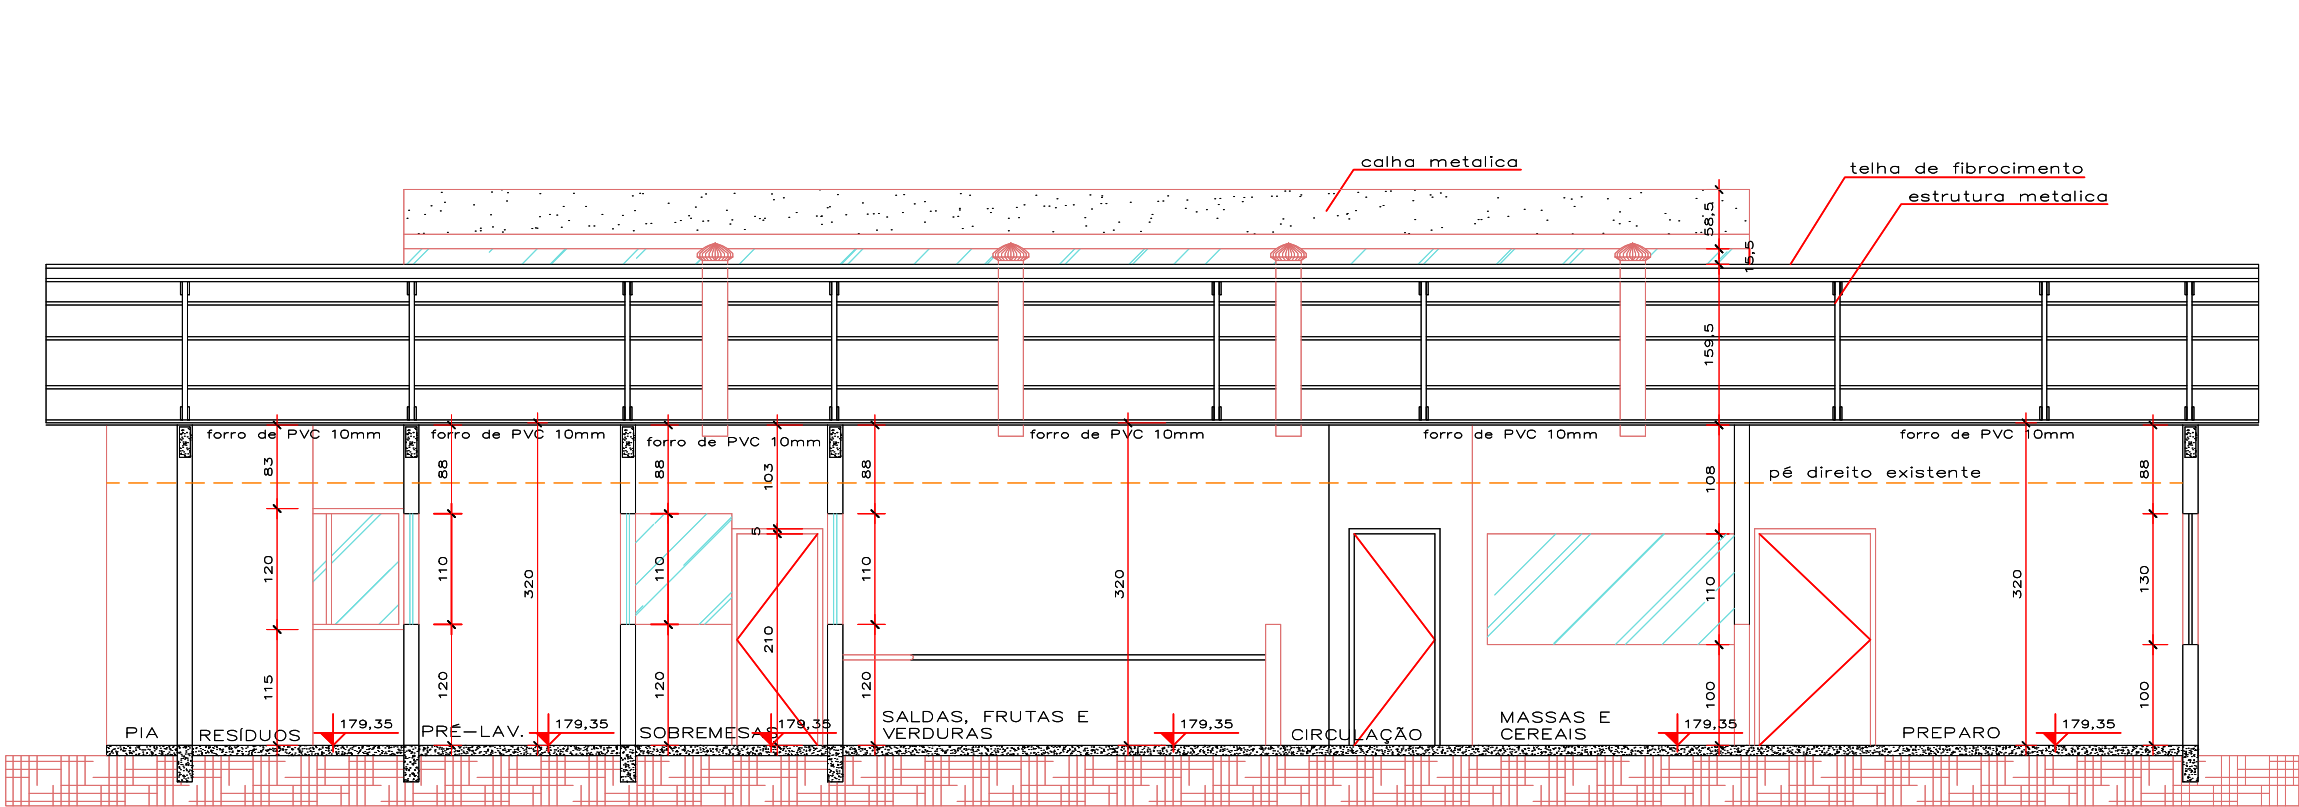 calha metalica
telha de fibrocimento
estrutura metalica
58,5
15,5
159,5
forro de PVC 10mm
forro de PVC 10mm
forro de PVC 10mm
forro de PVC 10mm
forro de PVC 10mm
forro de PVC 10mm
83
88
88
103
88
108
pé direito existente
88
5
120
110
320
110
110
320
110
320
130
115
120
120
210
120
100
100
PIA
RESÍDUOS
179,35
PRÉ-LAV.
179,35
SOBREMESAS
179,35
SALDAS, FRUTAS E
VERDURAS
179,35
CIRCULAÇÃO
MASSAS E
CEREAIS
179,35
PREPARO
179,35